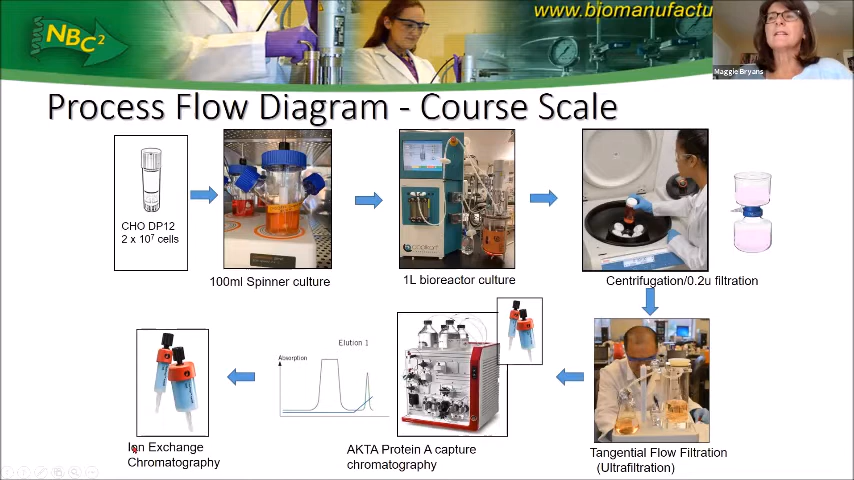 NBC²
www.biomanufactu
Maggie Bryans
Process Flow Diagram - Course Scale
CHO DP12
2 x 10⁷ cells
100ml Spinner culture
1L bioreactor culture
Centrifugation/0.2u filtration
Elution 1
Absorption
Ion Exchange
Chromatography
AKTA Protein A capture
chromatography
Tangential Flow Filtration
(Ultrafiltration)